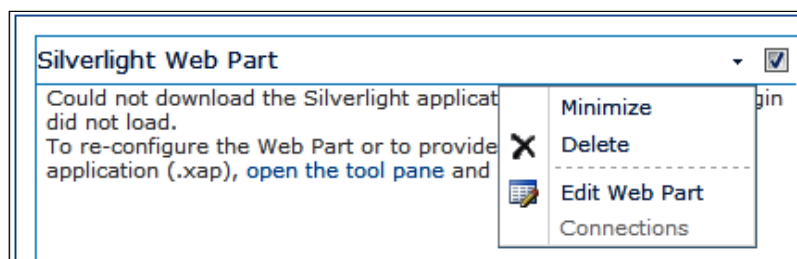 Silverlight Web Part
Could not download the Silverlight applicat gin
did not load.
To re-configure the Web Part or to provide
application (.xap), open the tool pane and
Minimize
Delete
Edit Web Part
Connections